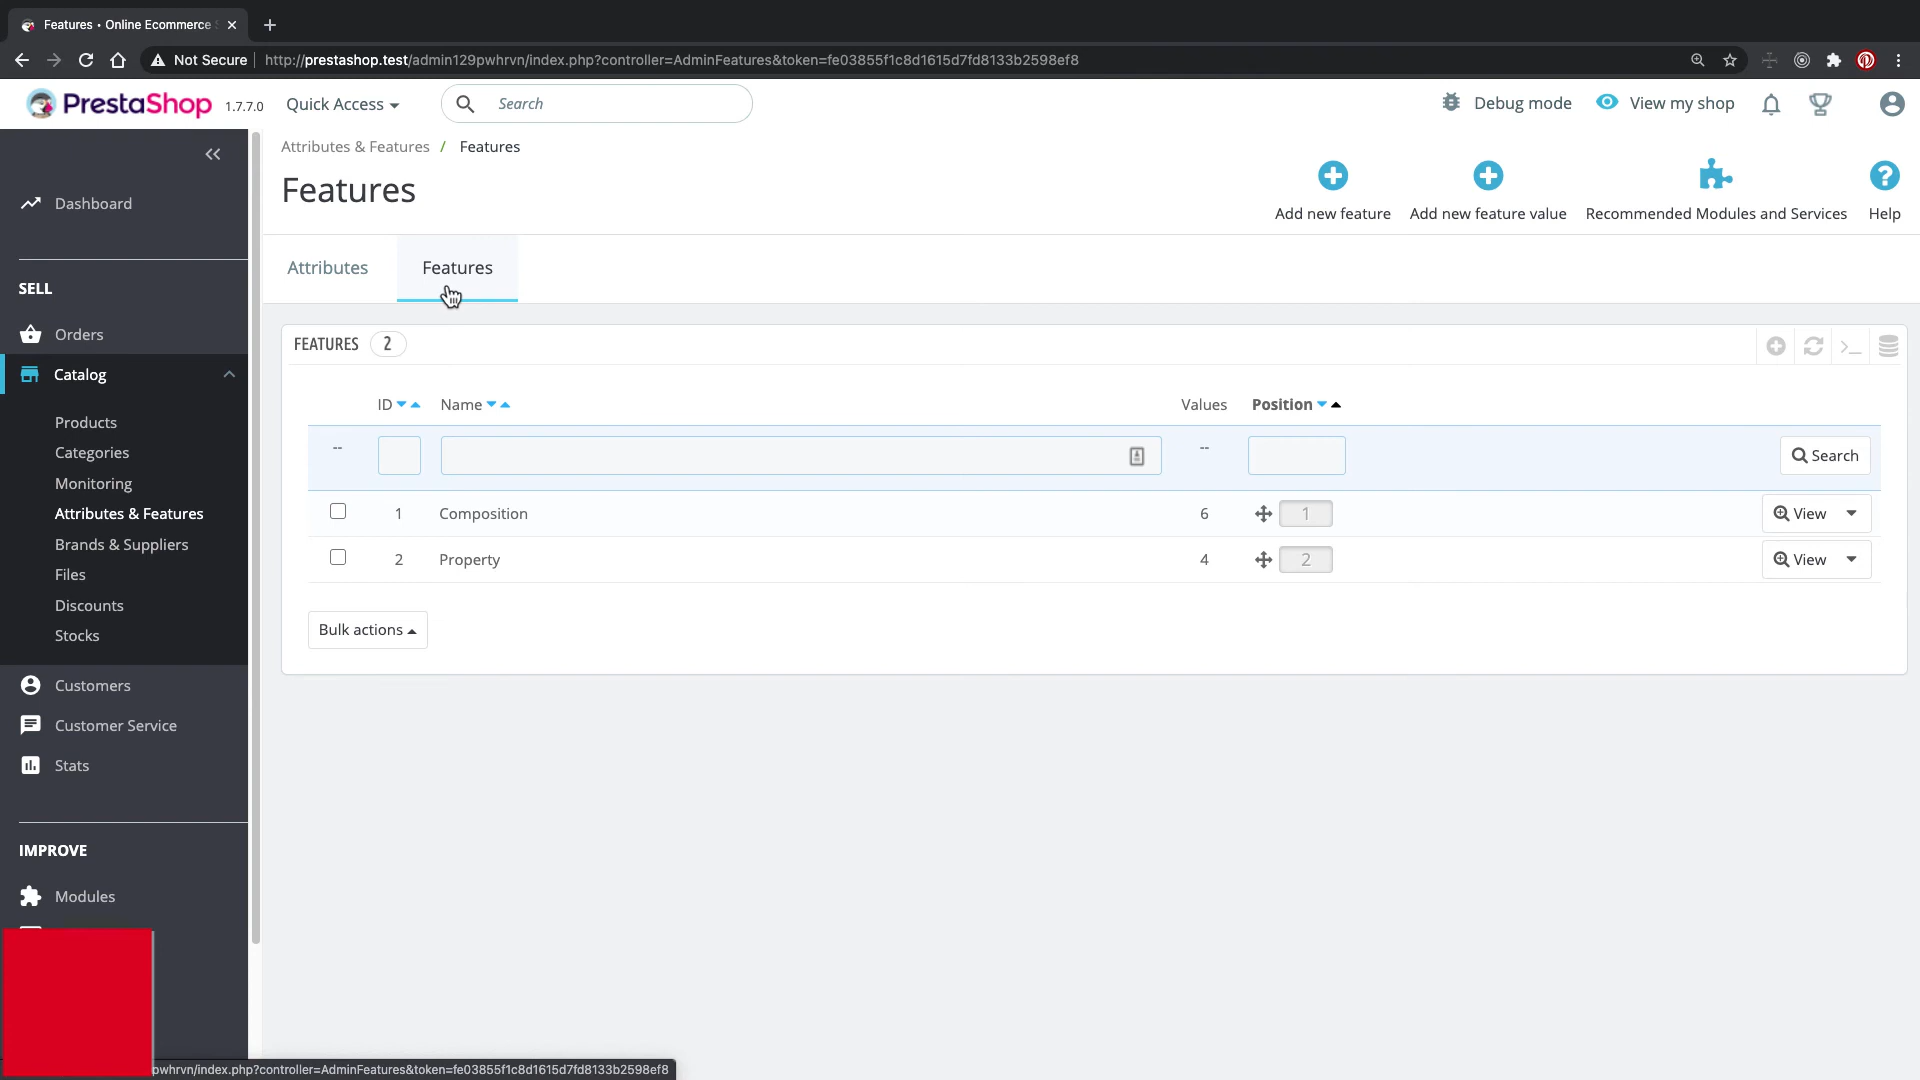 Features • Online Ecommerce
Not Secure
http://prestashop.test/admin129pwhrvn/index.php?controller=AdminFeatures&token=fe03855f1c8d1615d7fd8133b2598ef8
PrestaShop 1.7.7.0
Quick Access
Search
Debug mode
View my shop
Attributes & Features / Features
Features
Add new feature
Add new feature value
Recommended Modules and Services
Help
Dashboard
SELL
Orders
Catalog
Products
Categories
Monitoring
Attributes & Features
Brands & Suppliers
Files
Discounts
Stocks
Customers
Customer Service
Stats
IMPROVE
Modules
Attributes
Features
FEATURES 2
ID Name Values Position
-- -- Search
1 Composition 6 1 View
2 Property 4 2 View
Bulk actions
pwhrvn/index.php?controller=AdminFeatures&token=fe03855f1c8d1615d7fd8133b2598ef8